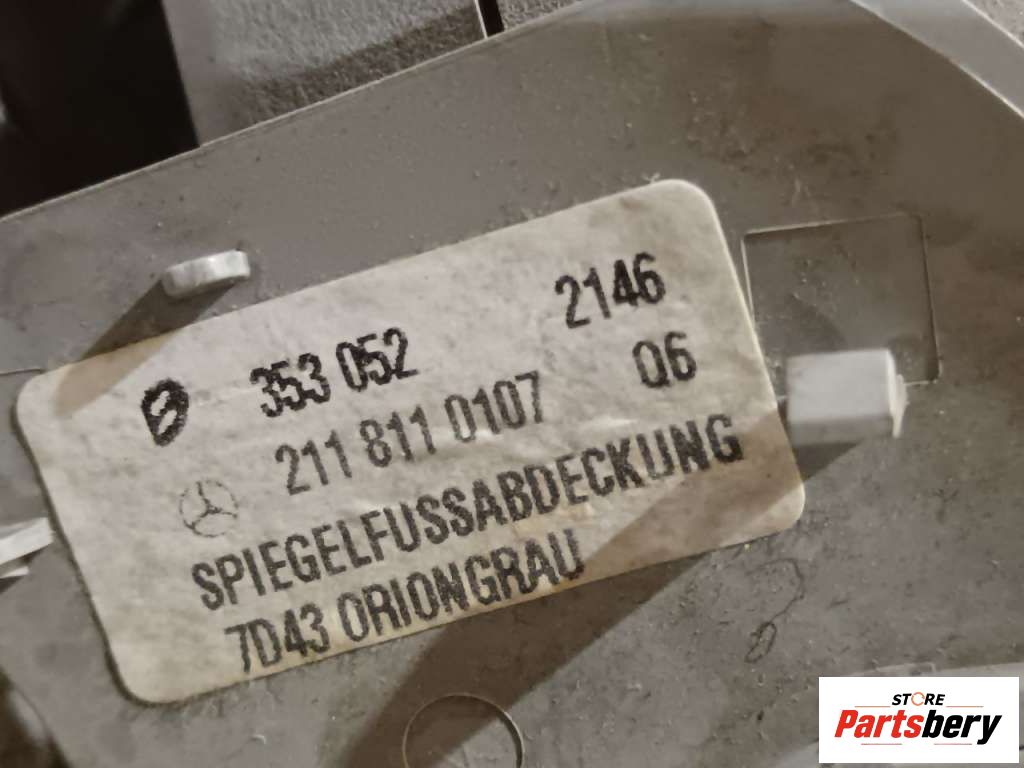 353 052 2146
211 811 0107 Q6
SPIEGELFUSSABDECKUNG
7D43 ORIONGRAU
STORE
Partsbery